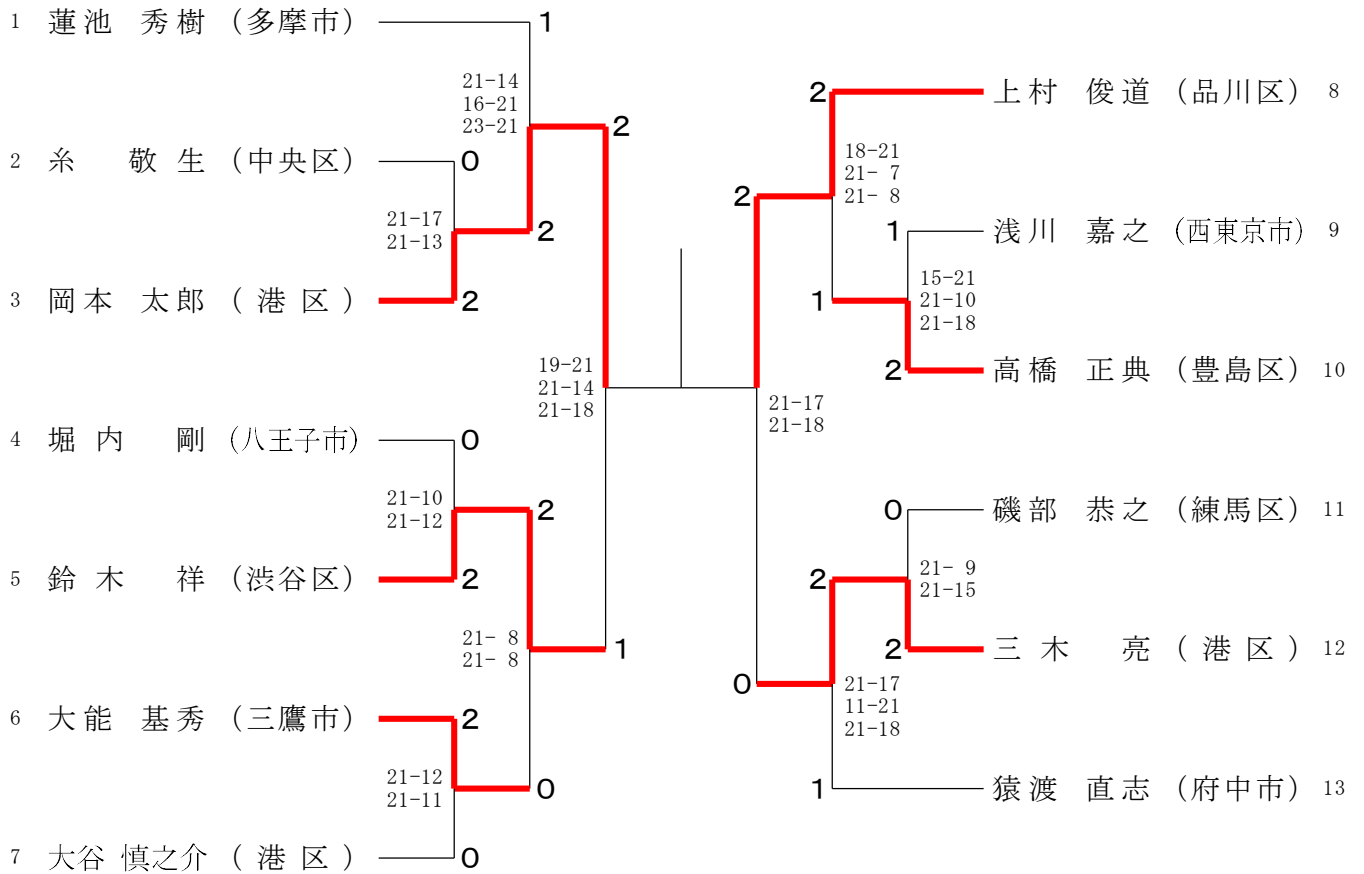 1 蓮池 秀樹 (多摩市) 1
21-14
16-21
23-21
2
2 糸 敬生 (中央区) 0
21-17
21-13
2
3 岡本 太郎 (港区) 2
19-21
21-14
21-18
4 堀内 剛 (八王子市) 0
21-10
21-12
2
5 鈴木 祥 (渋谷区) 2
21- 8
21- 8
1
6 大能 基秀 (三鷹市) 2
21-12
21-11
0
7 大谷 慎之介 (港区) 0
2 上村 俊道 (品川区) 8
18-21
21- 7
21- 8
2
1 浅川 嘉之 (西東京市) 9
15-21
21-10
21-18
1
2 高橋 正典 (豊島区) 10
21-17
21-18
0 磯部 恭之 (練馬区) 11
2
21- 9
21-15
2 三木 亮 (港区) 12
0
21-17
11-21
21-18
1 猿渡 直志 (府中市) 13